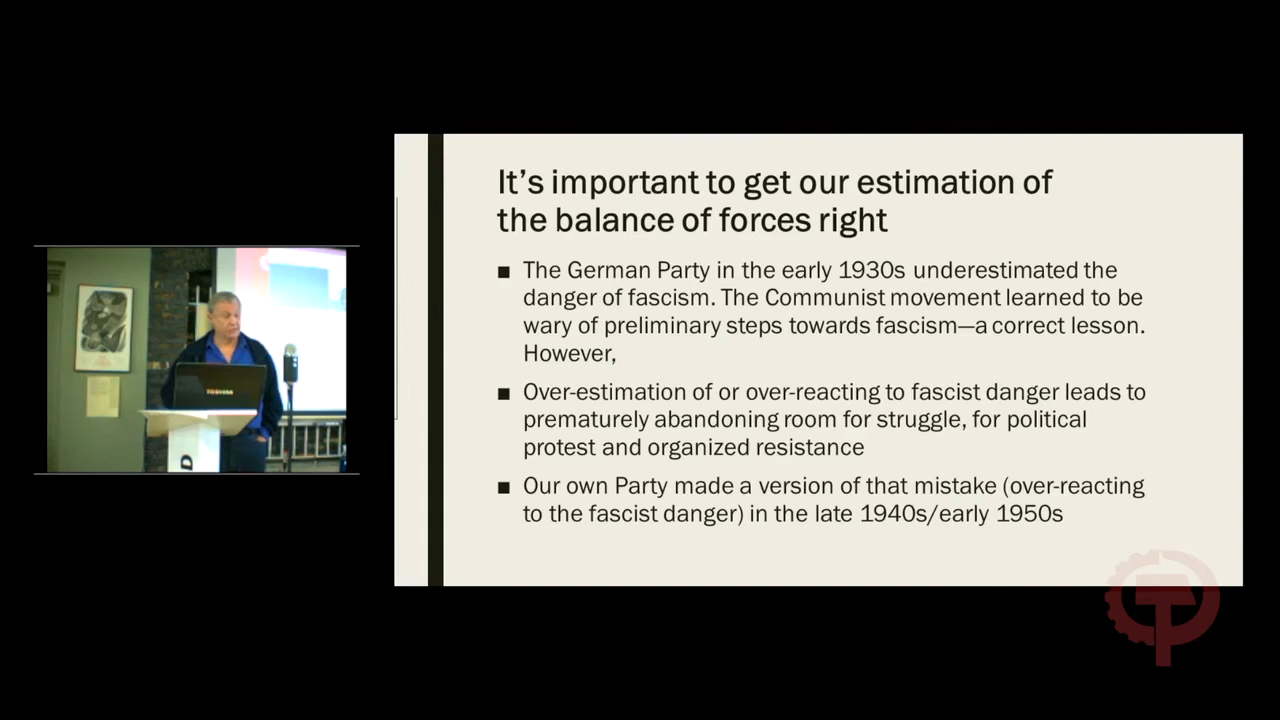 It's important to get our estimation of
the balance of forces right
■ The German Party in the early 1930s underestimated the
danger of fascism. The Communist movement learned to be
wary of preliminary steps towards fascism—a correct lesson.
However,
■ Over-estimation of or over-reacting to fascist danger leads to
prematurely abandoning room for struggle, for political
protest and organized resistance
■ Our own Party made a version of that mistake (over-reacting
to the fascist danger) in the late 1940s/early 1950s
TOSHIBA
D